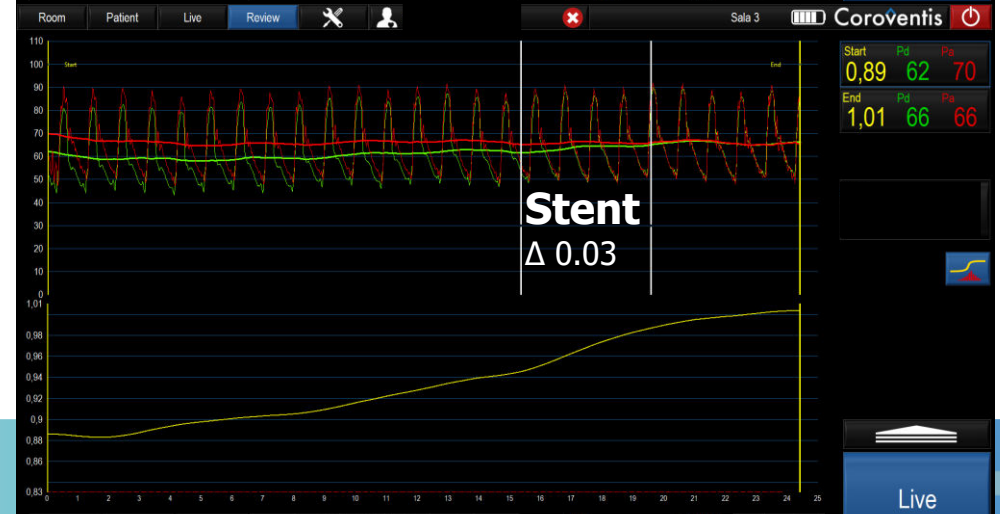 Room Patient Live Review Sala 3 Coroventis
110
100
90
80
70
60
50
40
30
20
10
0
Start
End
Start Pd Pa
0,89 62 70
End Pd Pa
1,01 66 66
Stent
Δ 0.03
1,01
0,98
0,96
0,94
0,92
0,9
0,88
0,86
0,83
0 1 2 3 4 5 6 7 8 9 10 11 12 13 14 15 16 17 18 19 20 21 22 23 24 25
Live